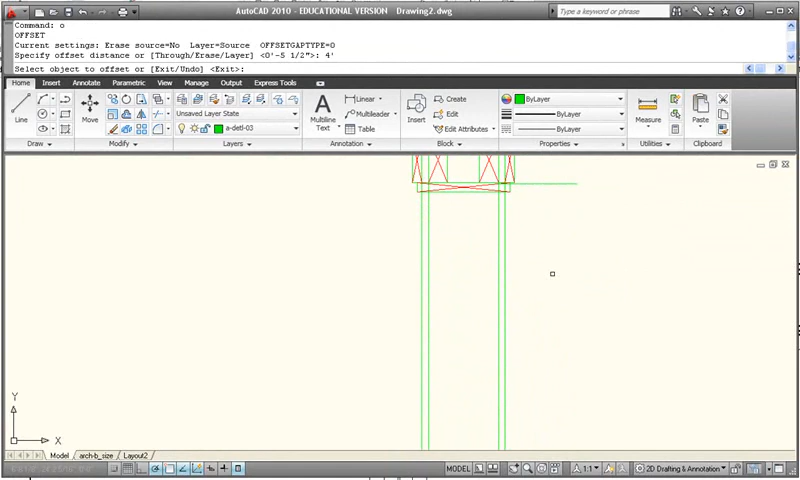 AutoCAD 2010 - EDUCATIONAL VERSION Drawing2.dwg
Type a keyword or phrase
Command: o
OFFSET
Current settings: Erase source=No Layer=Source OFFSETGAPTYPE=0
Specify offset distance or [Through/Erase/Layer] <0'-5 1/2">: 4'
Select object to offset or [Exit/Undo] <Exit>:
Home Insert Annotate Parametric View Manage Output Express Tools
Line
Move
Unsaved Layer State
a-detl-03
Multiline Text
Linear
Multileader
Table
Insert
Create
Edit
Edit Attributes
ByLayer
ByLayer
ByLayer
Measure
Paste
Draw Modify Layers Annotation Block Properties Utilities Clipboard
Y
X
Model arch-b_size Layout2
MODEL
1:1
2D Drafting & Annotation